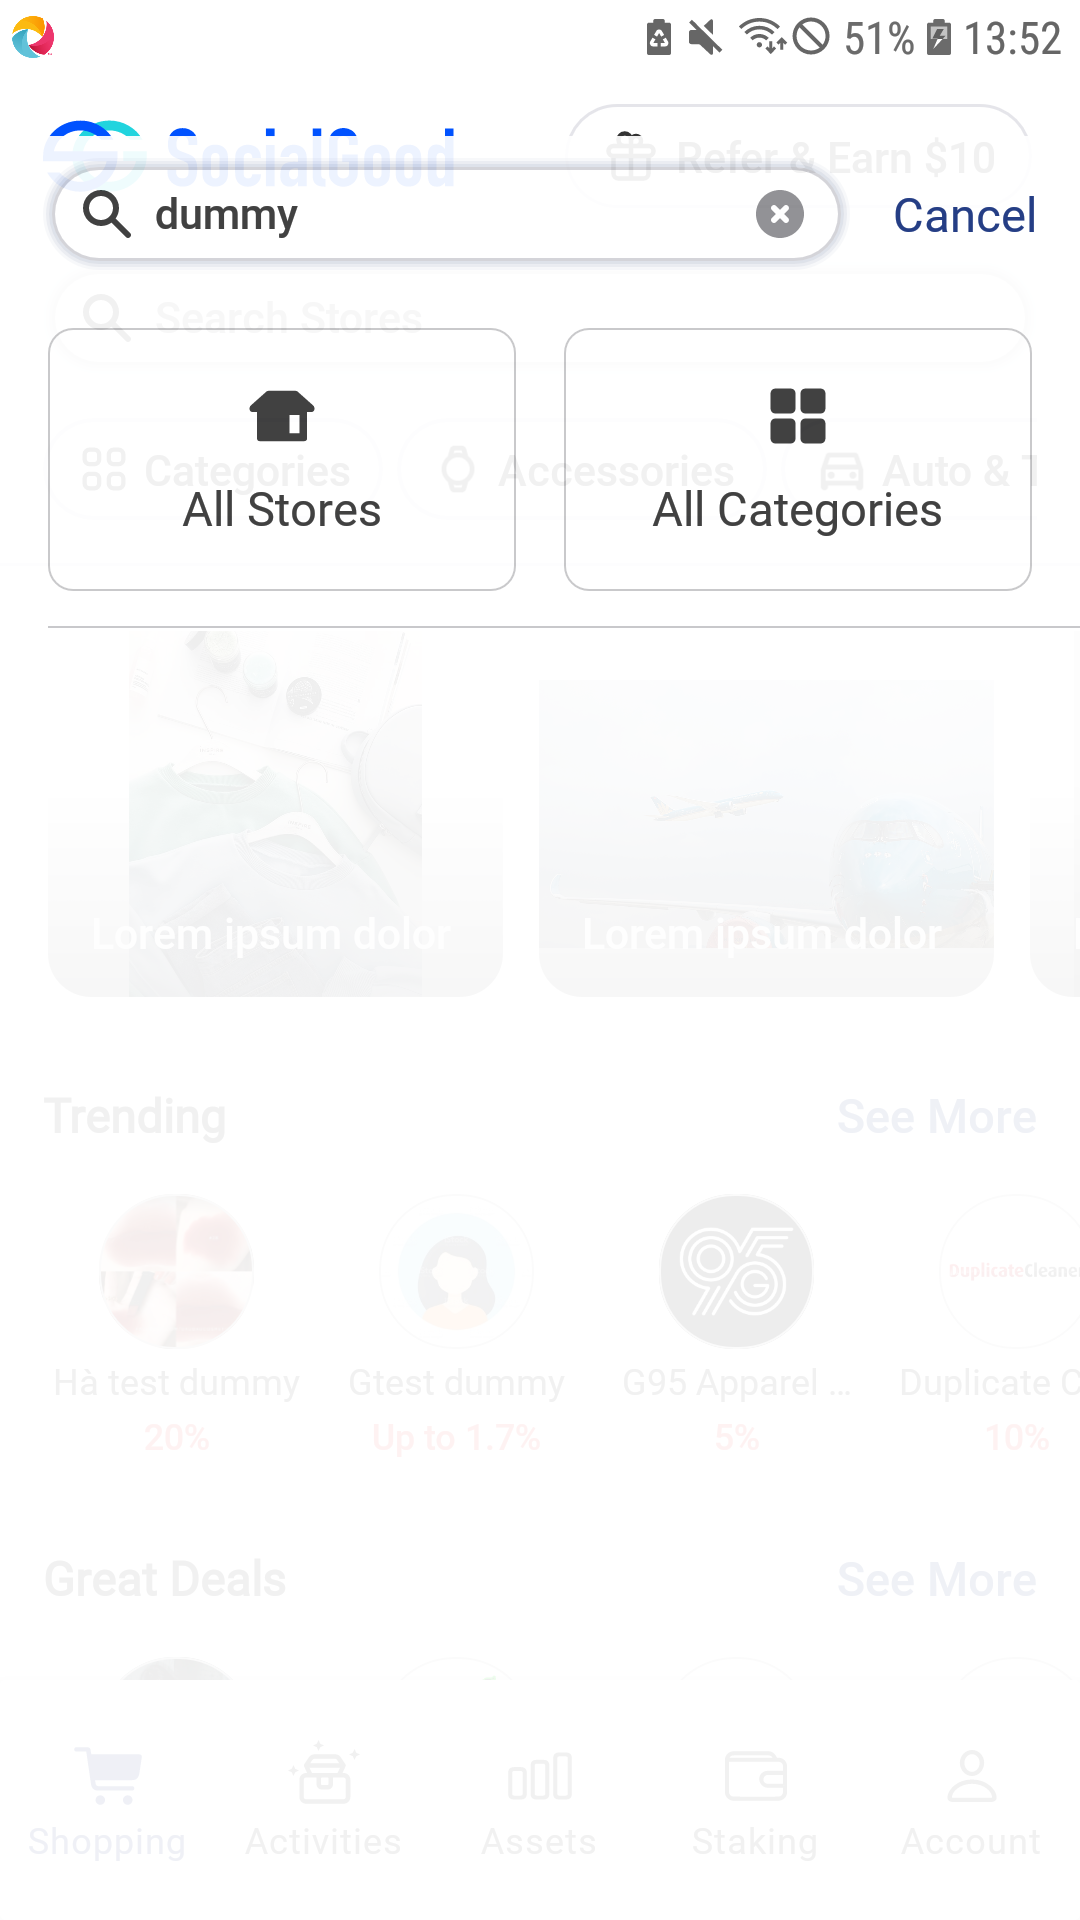 51% 13:52
SocialGood
Refer & Earn $10
dummy
Cancel
Search Stores
Categories
Accessories
Auto & T
All Stores
All Categories
Lorem ipsum dolor
Lorem ipsum dolor
Trending
See More
95
G
DuplicateCleaner
Hà test dummy
Gtest dummy
G95 Apparel ...
Duplicate C
20%
Up to 1.7%
5%
10%
Great Deals
See More
Shopping
Activities
Assets
Staking
Account